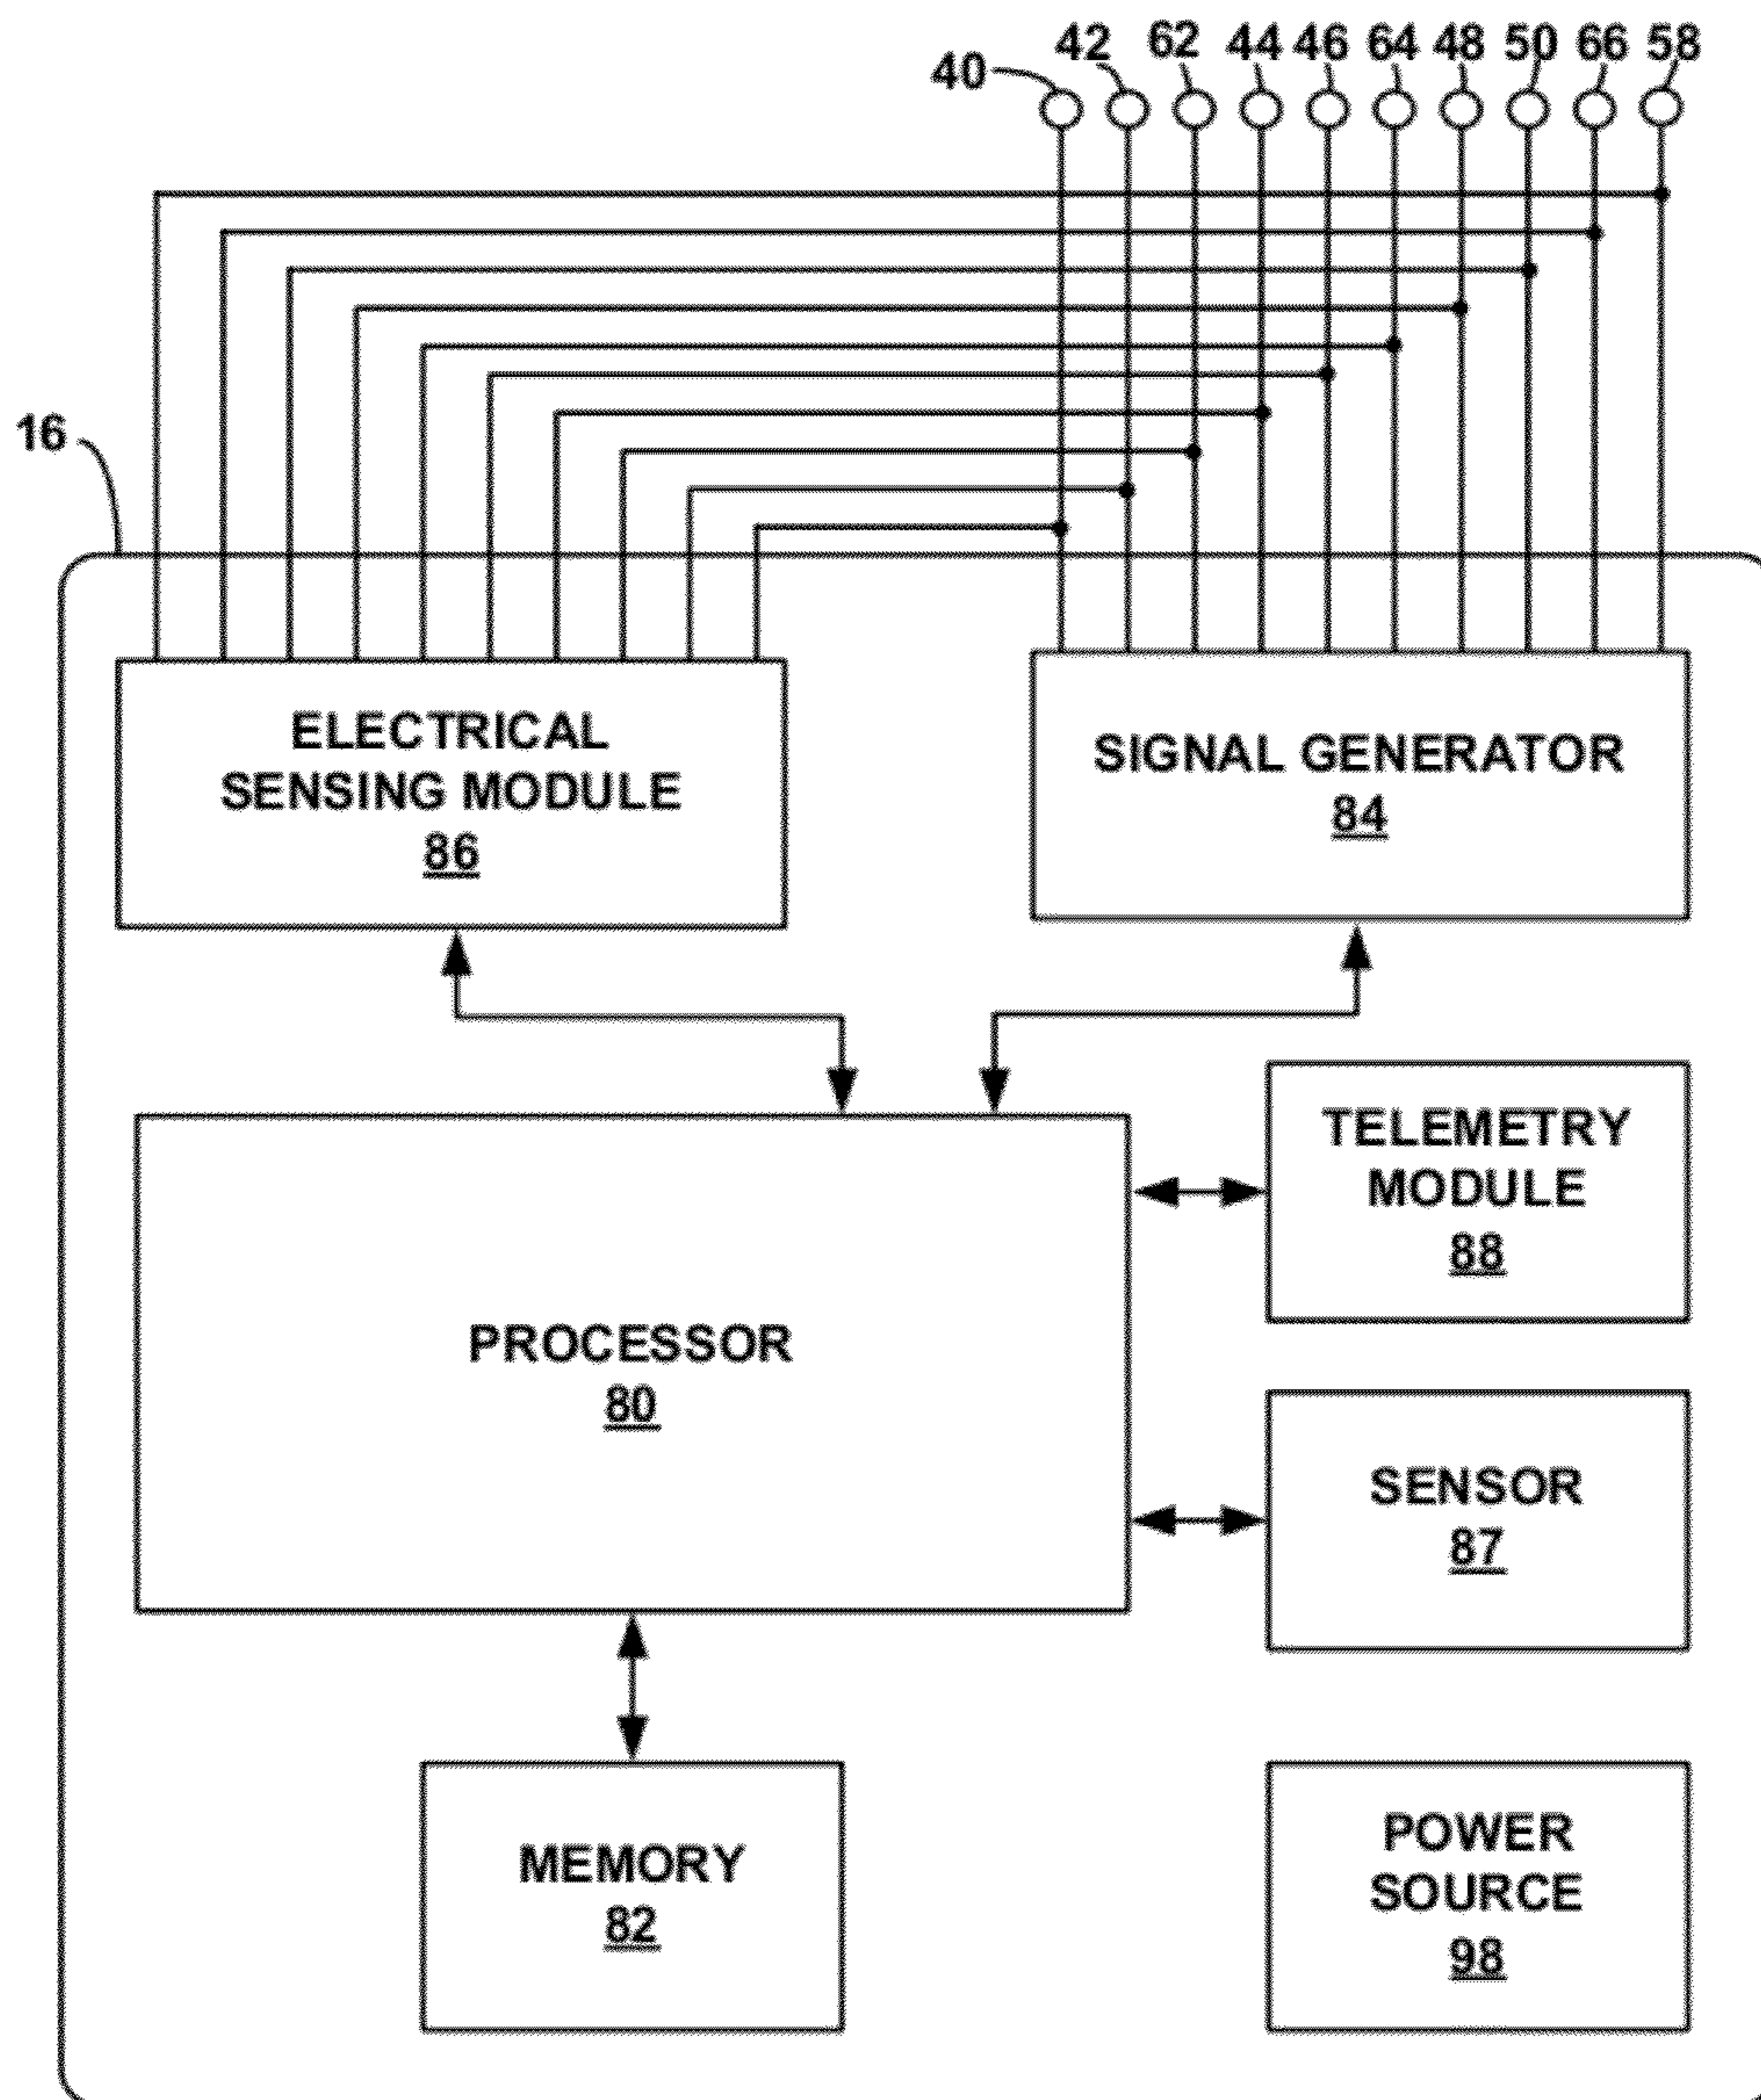 40 42 62 44 46 64 48 50 66 58
16
ELECTRICAL
SENSING MODULE
86
SIGNAL GENERATOR
84
TELEMETRY
MODULE
88
PROCESSOR
80
SENSOR
87
MEMORY
82
POWER
SOURCE
98